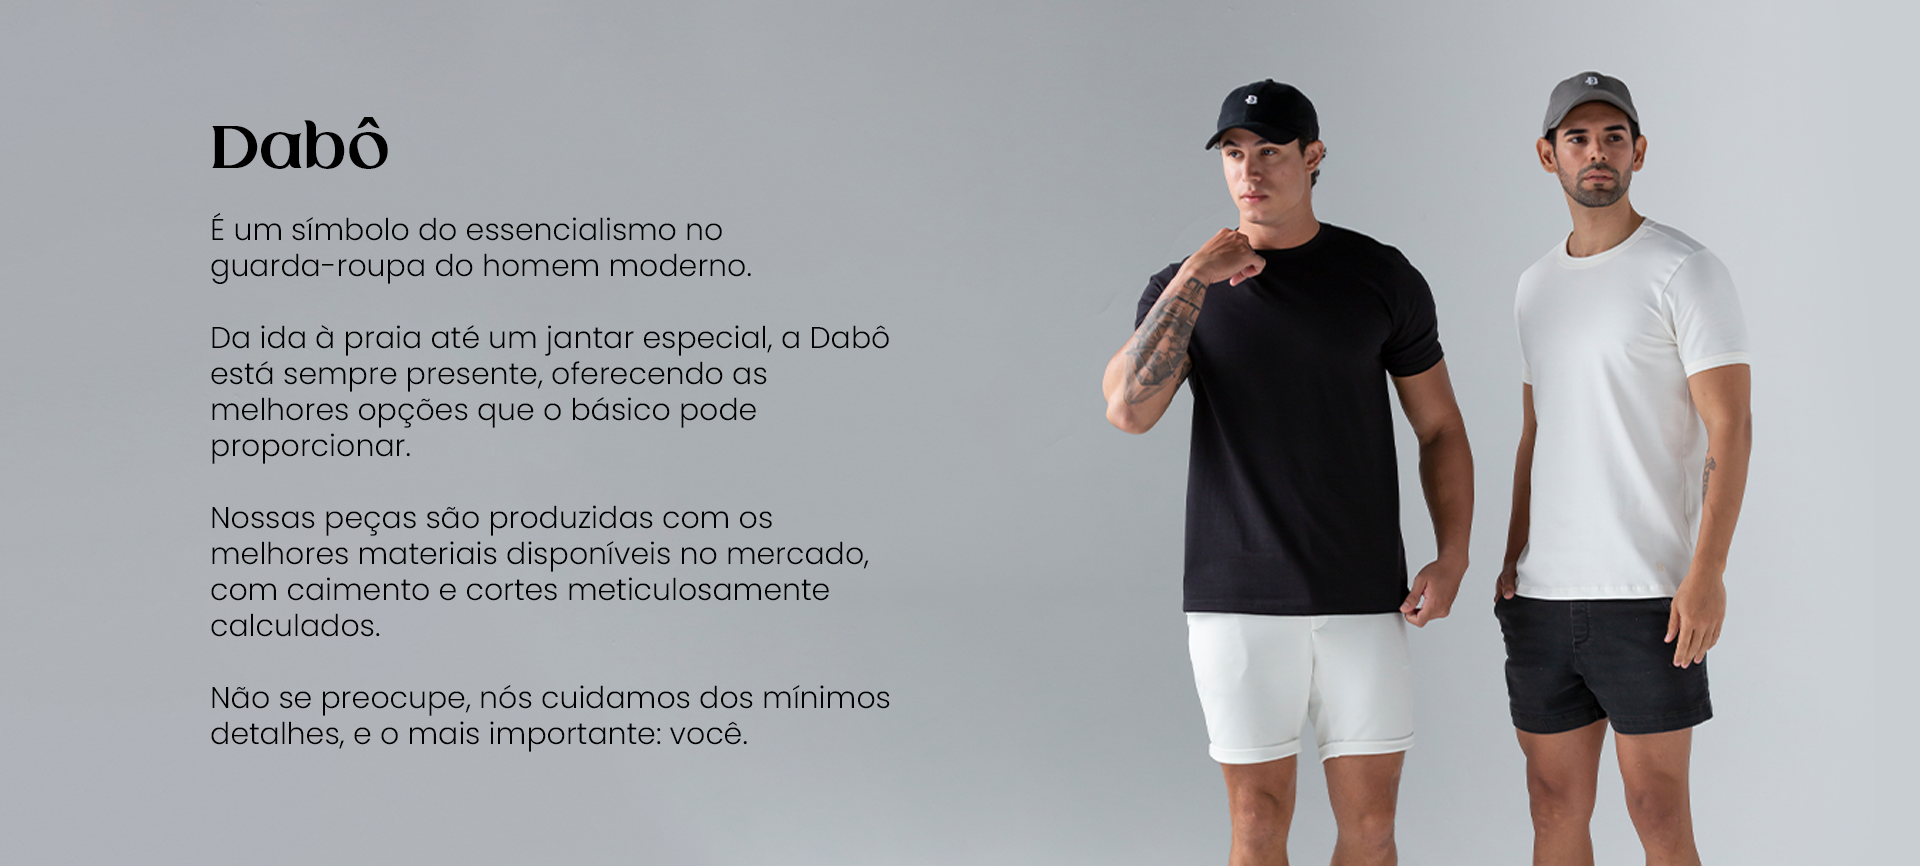 Dabô
É um símbolo do essencialismo no
guarda-roupa do homem moderno.
Da ida à praia até um jantar especial, a Dabô
está sempre presente, oferecendo as
melhores opções que o básico pode
proporcionar.
Nossas peças são produzidas com os
melhores materiais disponíveis no mercado,
com caimento e cortes meticulosamente
calculados.
Não se preocupe, nós cuidamos dos mínimos
detalhes, e o mais importante: você.